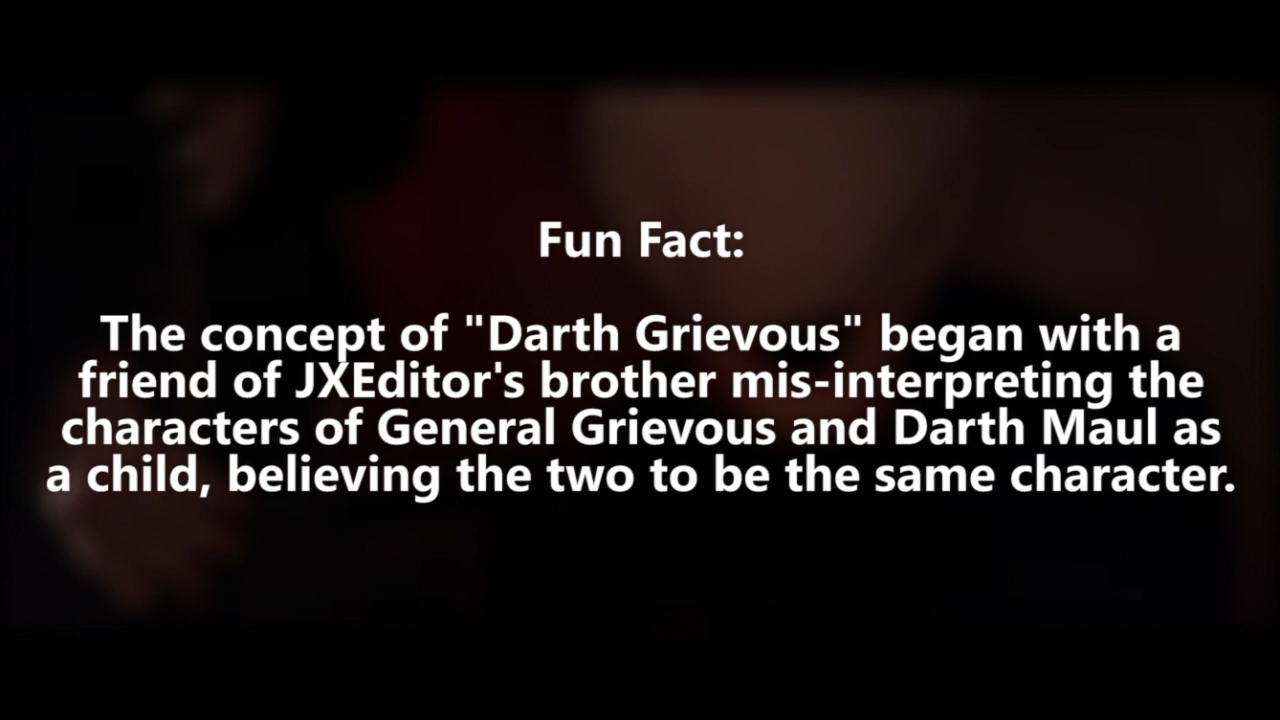 Fun Fact:
The concept of "Darth Grievous" began with a
friend of JXEditor's brother mis-interpreting the
characters of General Grievous and Darth Maul as
a child, believing the two to be the same character.